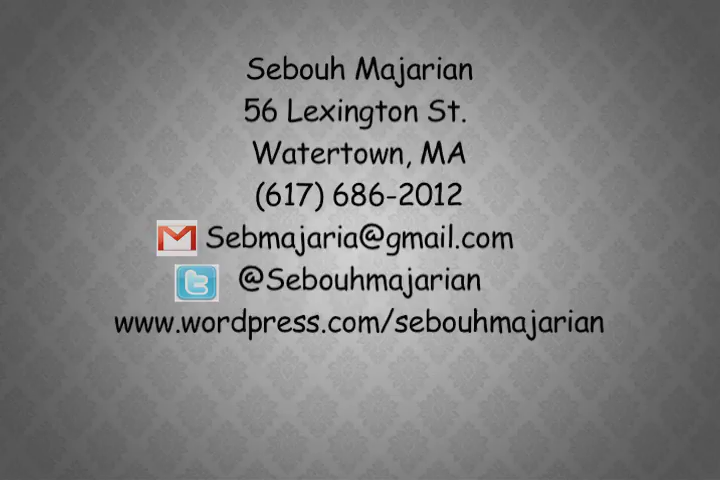 Sebouh Majarian
56 Lexington St.
Watertown, MA
(617) 686-2012
Sebmajaria@gmail.com
@Sebouhmajarian
www.wordpress.com/sebouhmajarian